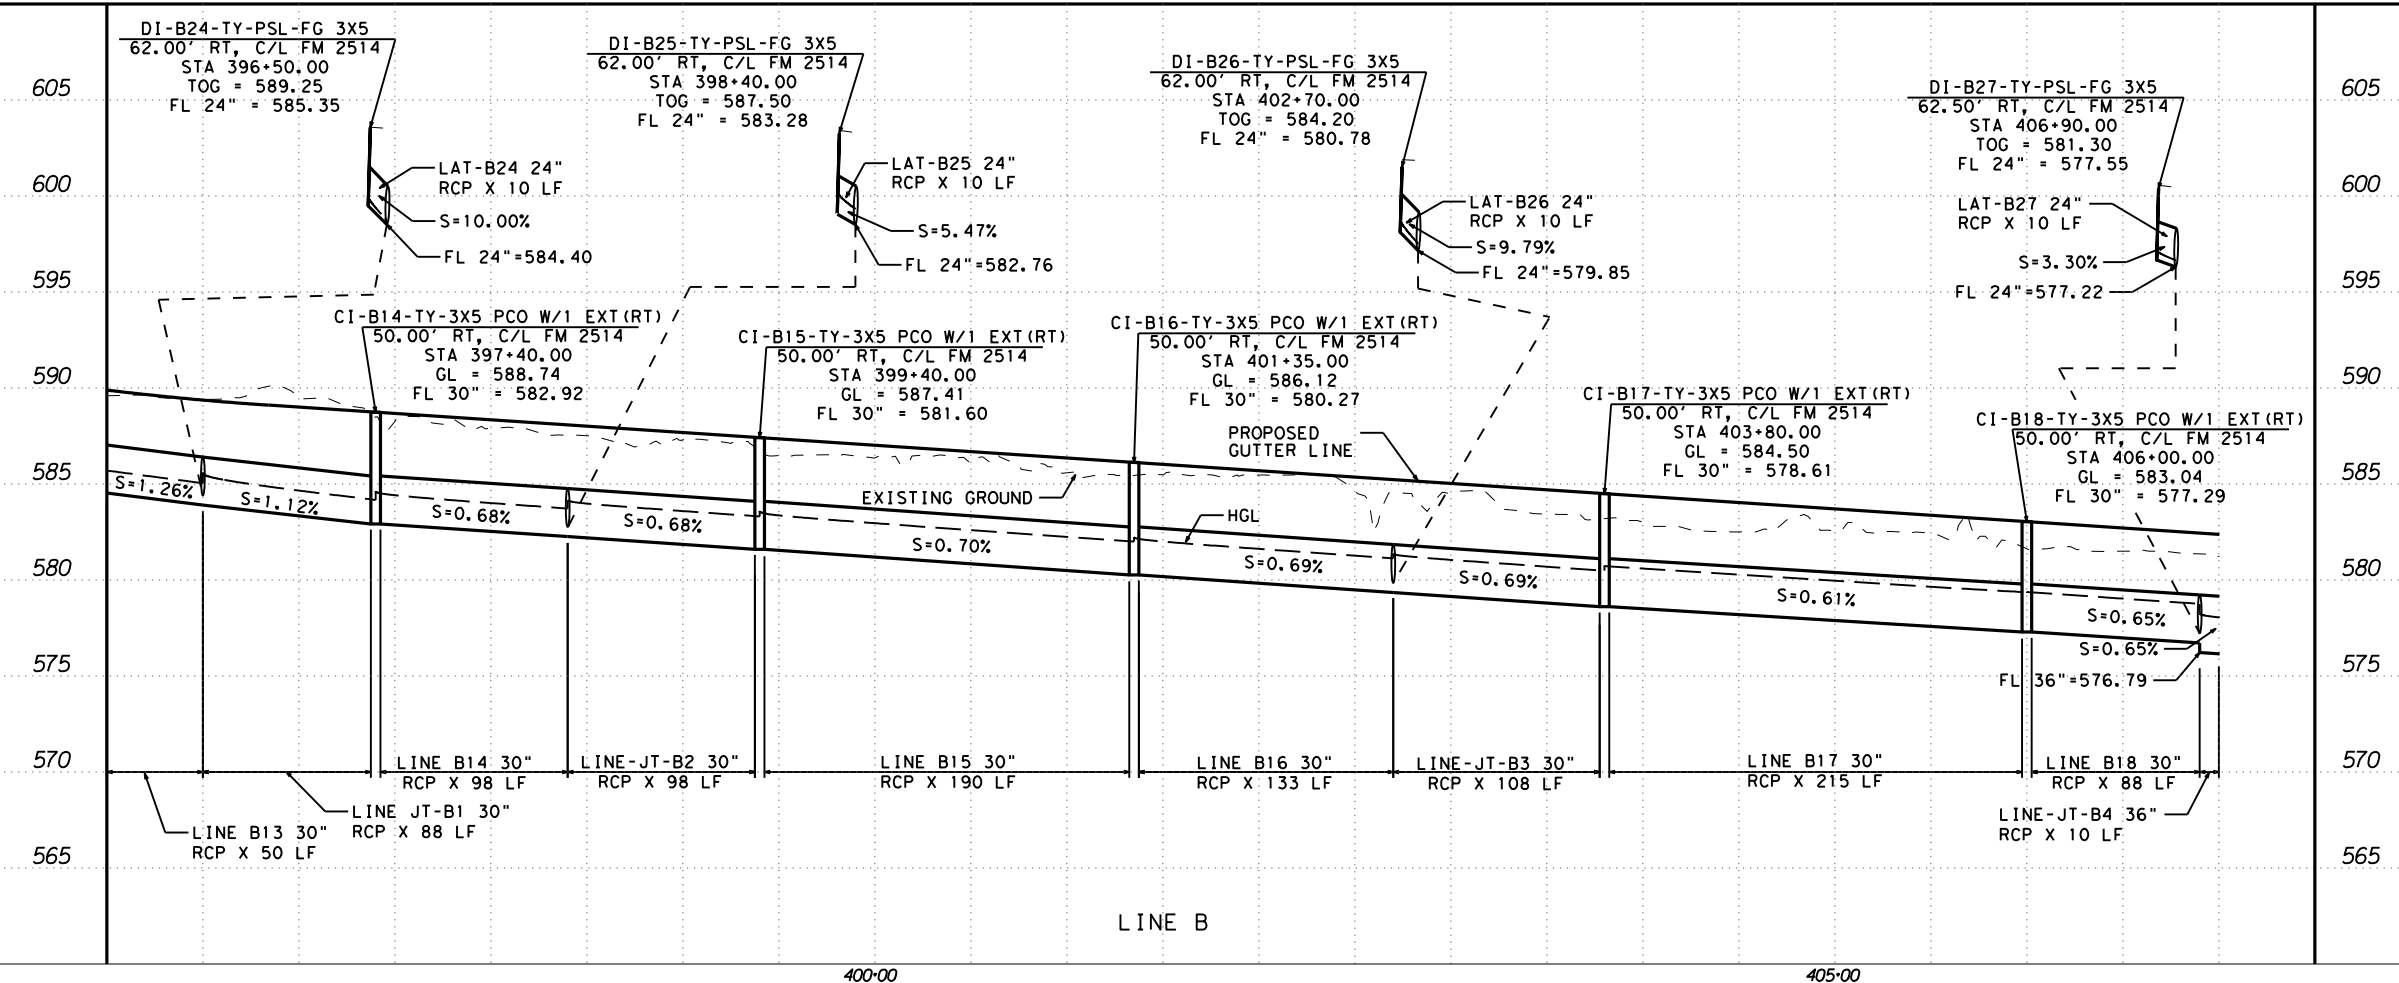 DI-B24-TY-PSL-FG 3X5
62.00' RT, C/L FM 2514
STA 396+50.00
TOG = 589.25
FL 24" = 585.35
DI-B25-TY-PSL-FG 3X5
62.00' RT, C/L FM 2514
STA 398+40.00
TOG = 587.50
FL 24" = 583.28
DI-B26-TY-PSL-FG 3X5
62.00' RT, C/L FM 2514
STA 402+70.00
TOG = 584.20
FL 24" = 580.78
DI-B27-TY-PSL-FG 3X5
62.50' RT, C/L FM 2514
STA 406+90.00
TOG = 581.30
FL 24" = 577.55
605
605
LAT-B24 24"
RCP X 10 LF
S=10.00%
FL 24"=584.40
LAT-B25 24"
RCP X 10 LF
S=5.47%
FL 24"=582.76
LAT-B26 24"
RCP X 10 LF
S=9.79%
FL 24"=579.85
LAT-B27 24"
RCP X 10 LF
S=3.30%
FL 24"=577.22
600
600
595
595
CI-B14-TY-3X5 PCO W/1 EXT(RT)
50.00' RT, C/L FM 2514
STA 397+40.00
GL = 588.74
FL 30" = 582.92
CI-B15-TY-3X5 PCO W/1 EXT(RT)
50.00' RT, C/L FM 2514
STA 399+40.00
GL = 587.41
FL 30" = 581.60
CI-B16-TY-3X5 PCO W/1 EXT(RT)
50.00' RT, C/L FM 2514
STA 401+35.00
GL = 586.12
FL 30" = 580.27
CI-B17-TY-3X5 PCO W/1 EXT(RT)
50.00' RT, C/L FM 2514
STA 403+80.00
GL = 584.50
FL 30" = 578.61
CI-B18-TY-3X5 PCO W/1 EXT(RT)
50.00' RT, C/L FM 2514
STA 406+00.00
GL = 583.04
FL 30" = 577.29
590
590
PROPOSED
GUTTER LINE
585
585
EXISTING GROUND
HGL
S=1.26%
S=1.12%
S=0.68%
S=0.68%
S=0.70%
S=0.69%
S=0.69%
S=0.61%
S=0.65%
S=0.65%
FL 36"=576.79
580
580
575
575
570
570
LINE B14 30"
RCP X 98 LF
LINE-JT-B2 30"
RCP X 98 LF
LINE B15 30"
RCP X 190 LF
LINE B16 30"
RCP X 133 LF
LINE-JT-B3 30"
RCP X 108 LF
LINE B17 30"
RCP X 215 LF
LINE B18 30"
RCP X 88 LF
LINE JT-B1 30"
RCP X 88 LF
LINE B13 30"
RCP X 50 LF
LINE-JT-B4 36"
RCP X 10 LF
565
565
LINE B
400+00
405+00